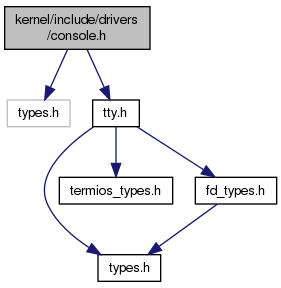 kernel/include/drivers
/console.h
types.h
tty.h
termios_types.h
fd_types.h
types.h